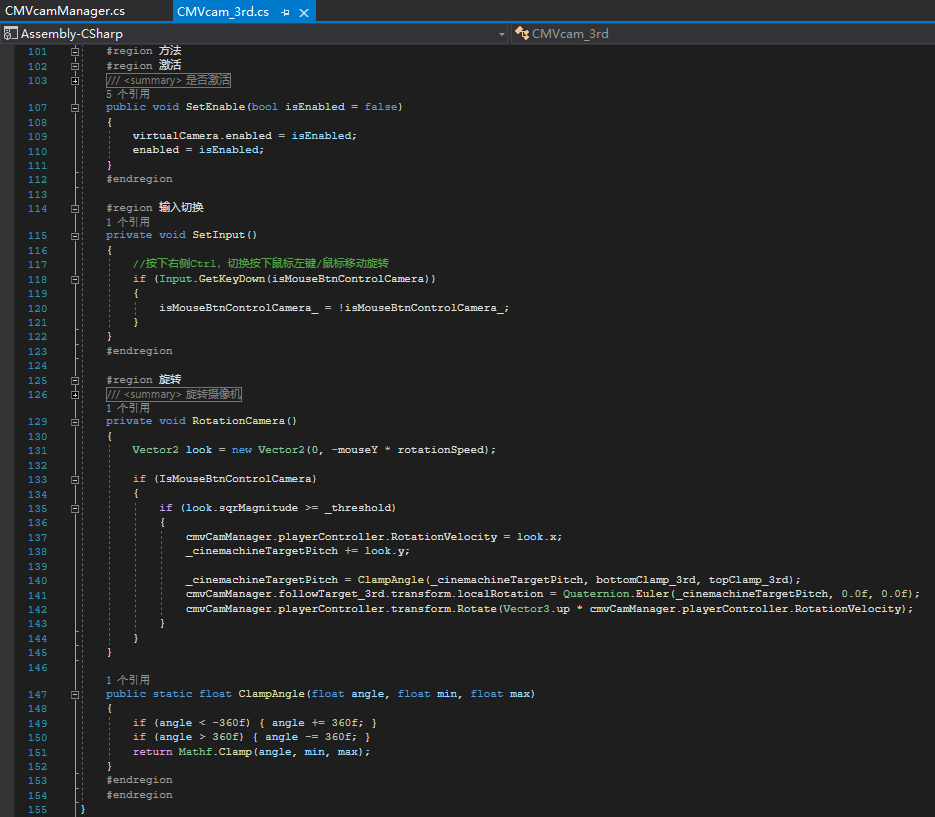 CMVcamManager.cs CMVcam_3rd.cs
Assembly-CSharp CMVcam_3rd
101 #region 方法
102 #region 激活
103 /// <summary> 是否激活
5 个引用
107 public void SetEnable(bool isEnabled = false)
108 {
109 virtualCamera.enabled = isEnabled;
110 enabled = isEnabled;
111 }
112 #endregion
113
114 #region 输入切换
1 个引用
115 private void SetInput()
116 {
117 //按下右侧Ctrl，切换按下鼠标左键/鼠标移动旋转
118 if (Input.GetKeyDown(isMouseBtnControlCamera))
119 {
120 isMouseBtnControlCamera_ = !isMouseBtnControlCamera_;
121 }
122 }
123 #endregion
124
125 #region 旋转
126 /// <summary> 旋转摄像机
1 个引用
129 private void RotationCamera()
130 {
131 Vector2 look = new Vector2(0, -mouseY * rotationSpeed);
132
133 if (IsMouseBtnControlCamera)
134 {
135 if (look.sqrMagnitude >= _threshold)
136 {
137 cmvCamManager.playerController.RotationVelocity = look.x;
138 _cinemachineTargetPitch += look.y;
139
140 _cinemachineTargetPitch = ClampAngle(_cinemachineTargetPitch, bottomClamp_3rd, topClamp_3rd);
141 cmvCamManager.followTarget_3rd.transform.localRotation = Quaternion.Euler(_cinemachineTargetPitch, 0.0f, 0.0f);
142 cmvCamManager.playerController.transform.Rotate(Vector3.up * cmvCamManager.playerController.RotationVelocity);
143 }
144 }
145 }
146
1 个引用
147 public static float ClampAngle(float angle, float min, float max)
148 {
149 if (angle < -360f) { angle += 360f; }
150 if (angle > 360f) { angle -= 360f; }
151 return Mathf.Clamp(angle, min, max);
152 }
153 #endregion
154 #endregion
155 }